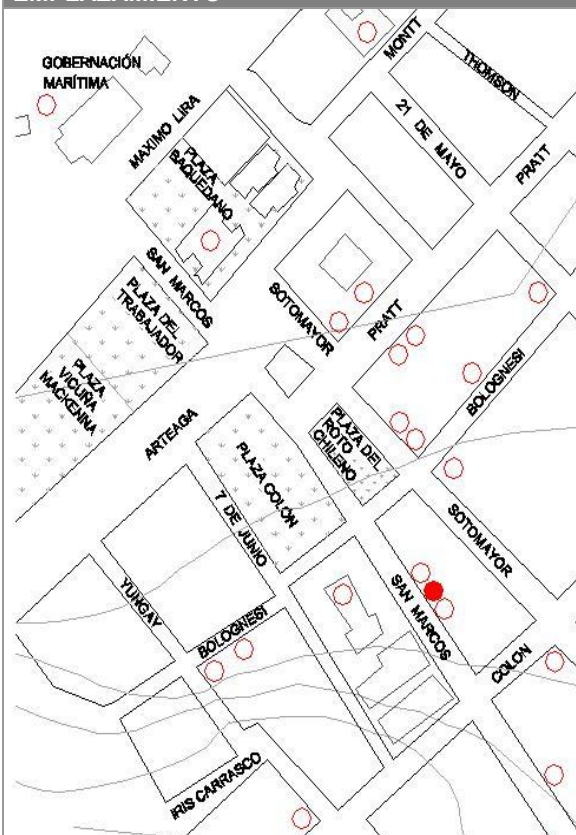 EMPLAZAMIENTO
GOBERNACIÓN
MARÍTIMA
MONTT
THOMSON
MAXIMO LIRA
21 DE MAYO
PLAZA
BAQUEDANO
PRATT
SAN MARCOS
PLAZA DEL
TRABAJADOR
SOTOMAYOR
PRATT
PLAZA
VICUÑA
MACKENNA
BOLOGNESI
ARTEAGA
PLAZA DEL
ROTO
CHILENO
PLAZA COLÓN
7 DE JUNIO
SOTOMAYOR
YUNGAY
SAN MARCOS
BOLOGNESI
COLON
IRIS CARRASCO